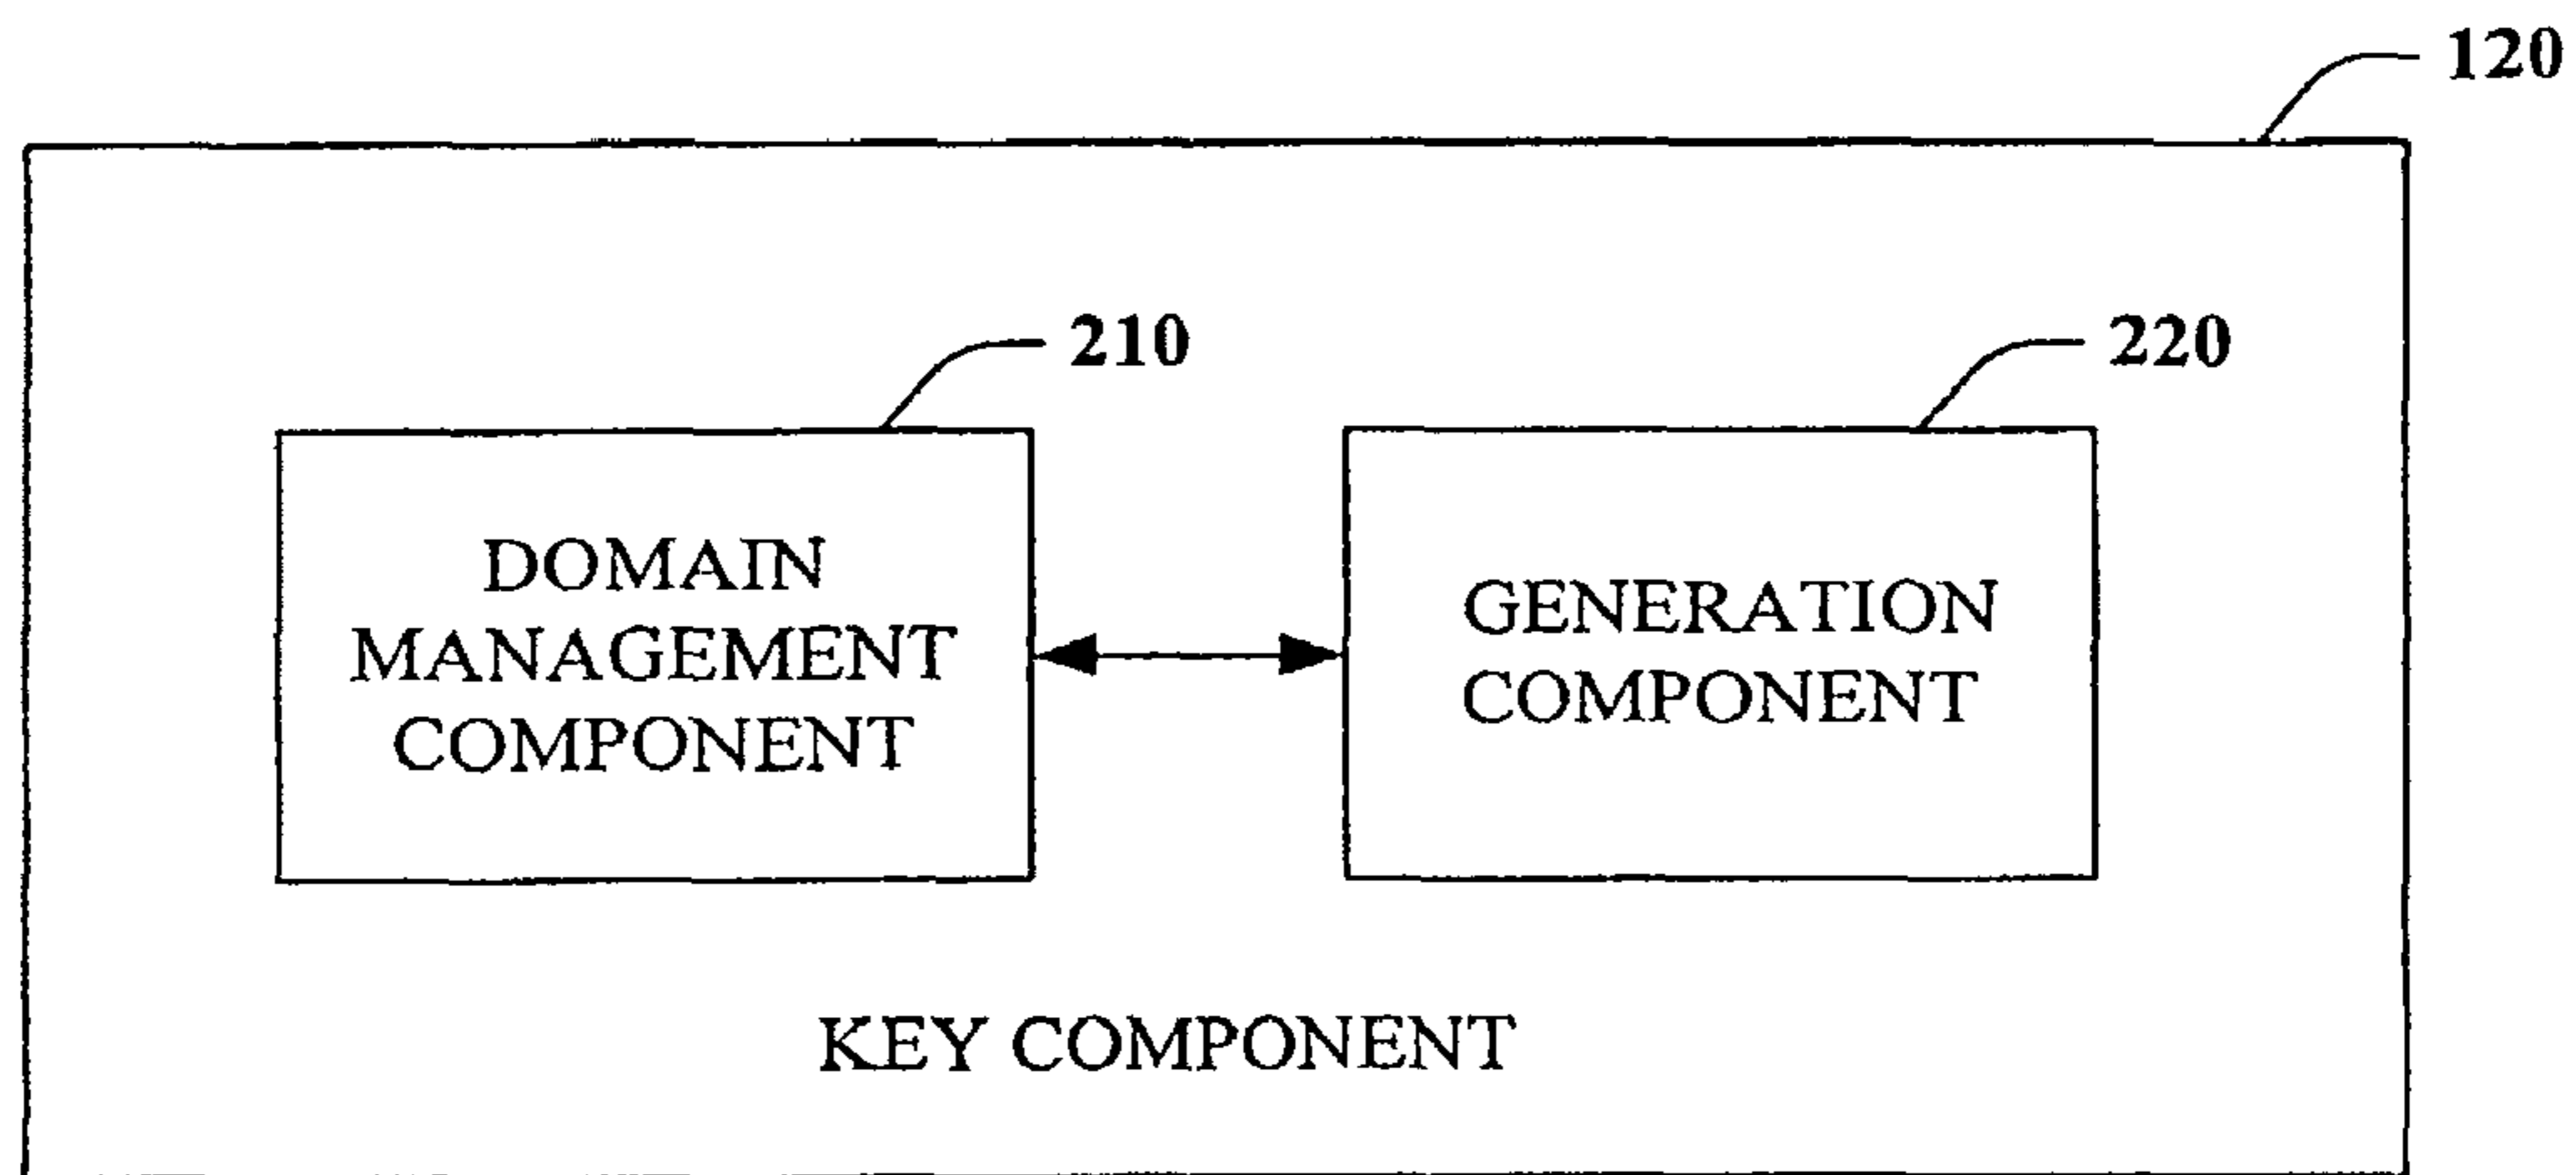 120
210
220
DOMAIN
MANAGEMENT
COMPONENT
GENERATION
COMPONENT
KEY COMPONENT